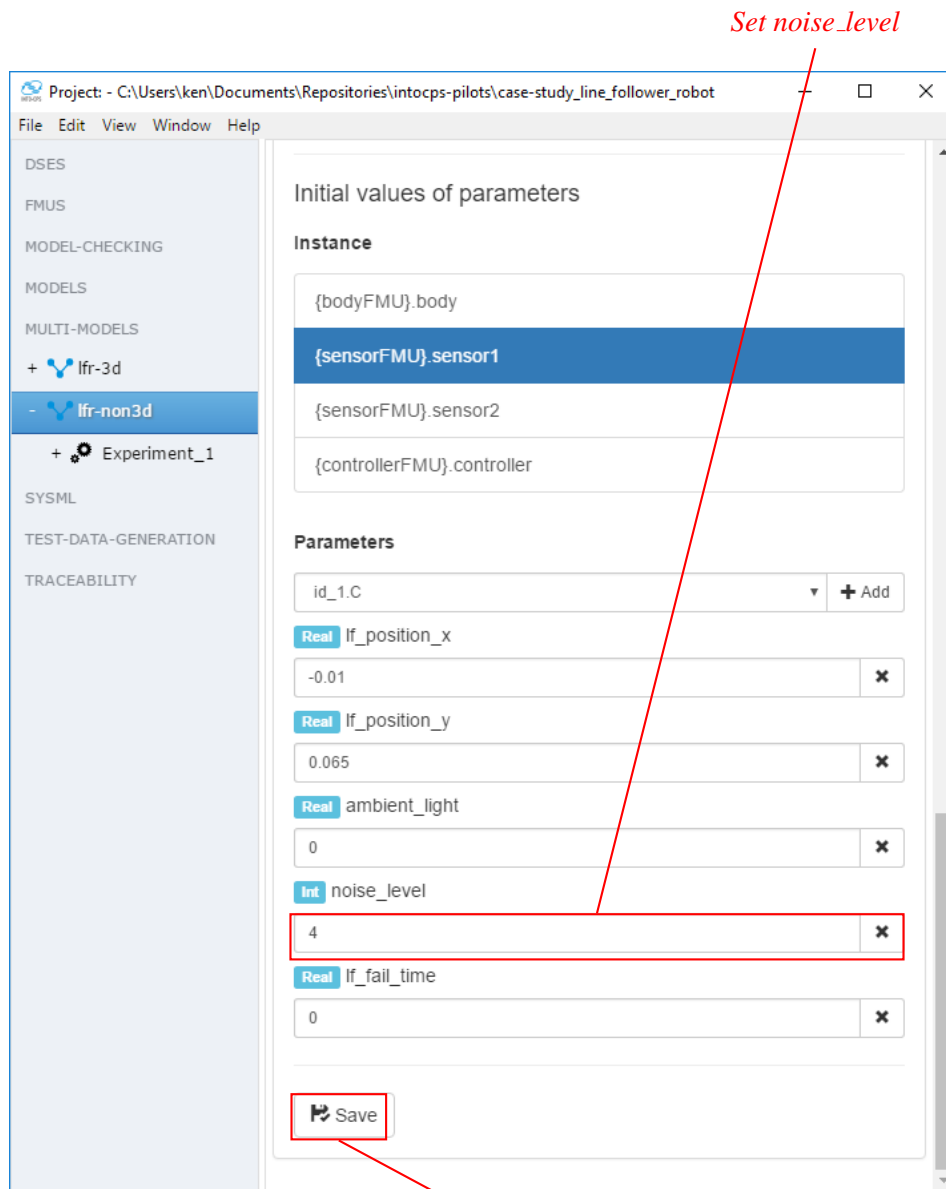 Set noise_level
Project: - C:\Users\ken\Documents\Repositories\intocps-pilots\case-study_line_follower_robot
File Edit View Window Help
DSES
FMUS
MODEL-CHECKING
MODELS
MULTI-MODELS
+ lfr-3d
- lfr-non3d
+ Experiment_1
SYSML
TEST-DATA-GENERATION
TRACEABILITY
Initial values of parameters
Instance
{bodyFMU}.body
{sensorFMU}.sensor1
{sensorFMU}.sensor2
{controllerFMU}.controller
Parameters
id_1.C
+ Add
Real lf_position_x
-0.01
Real lf_position_y
0.065
Real ambient_light
0
Int noise_level
4
Real lf_fail_time
0
Save